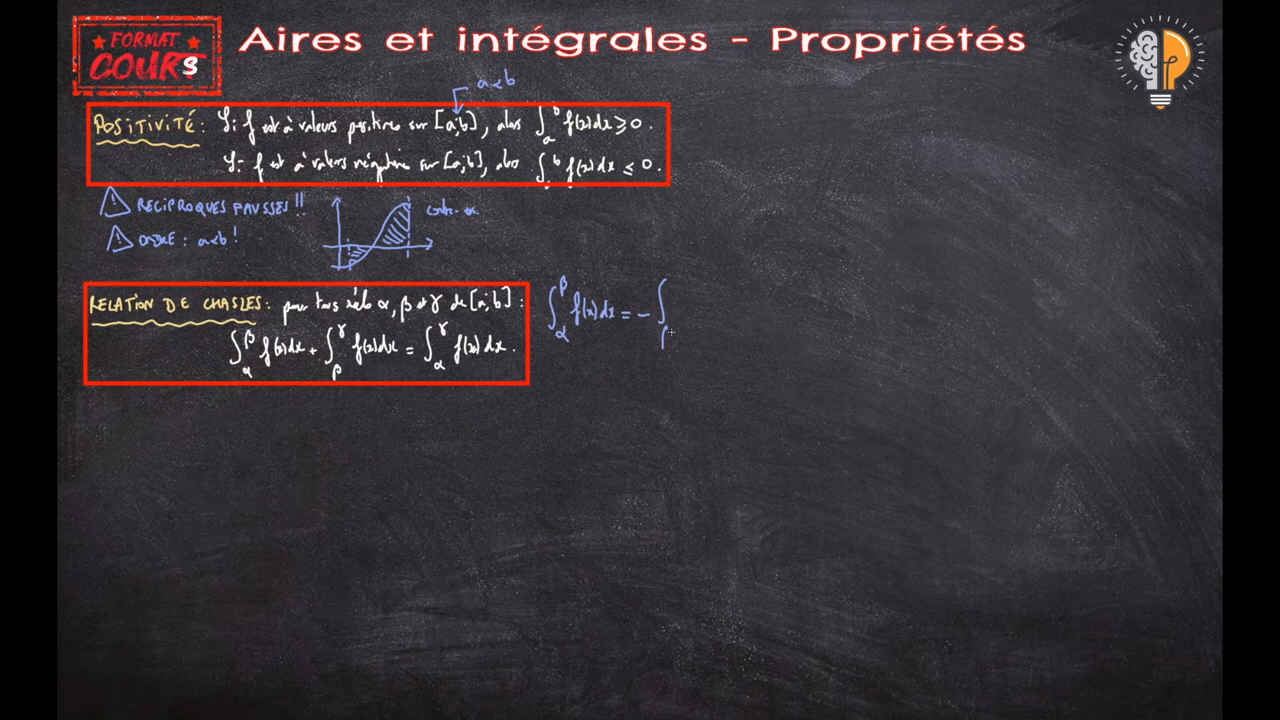 FORMAT
COURS
Aires et intégrales - Propriétés
a<b
POSITIVITÉ : Si f est à valeurs positives sur [a;b], alors ∫_a^b f(x)dx ≥ 0.
Si f est à valeurs négatives sur [a;b], alors ∫_a^b f(x)dx ≤ 0.
! RECIPROQUES FAUSSES !!
contre-ex.
! ORDRE : a<b !
RELATION DE CHASLES : pour tous réels α, β et γ de [a;b] :
∫_α^β f(x)dx + ∫_β^γ f(x)dx = ∫_α^γ f(x)dx.
∫_α^β f(x)dx = - ∫_β